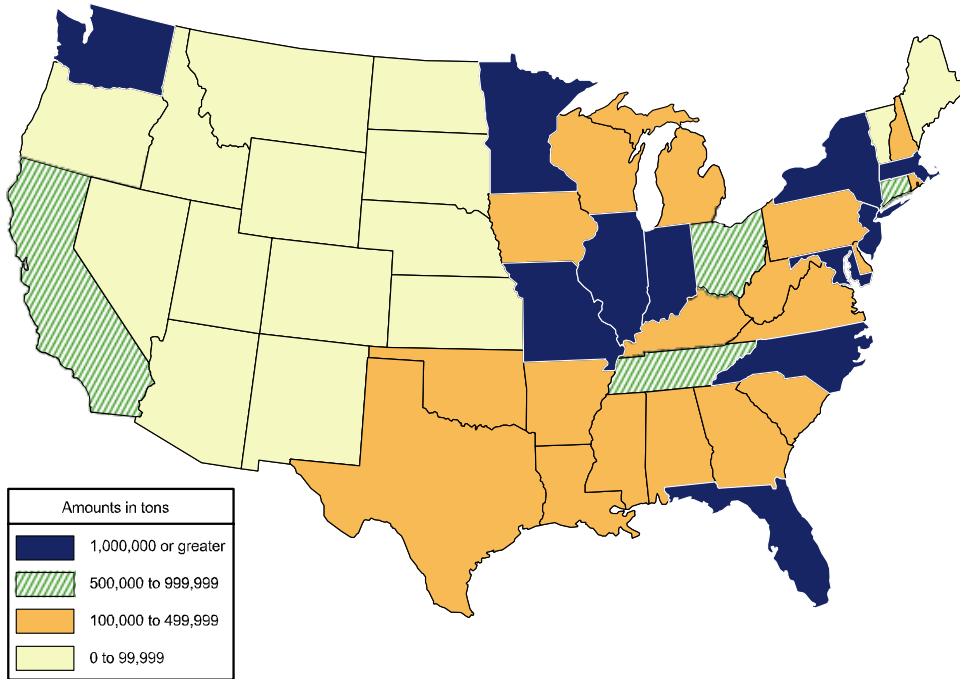 Amounts in tons
1,000,000 or greater
500,000 to 999,999
100,000 to 499,999
0 to 99,999